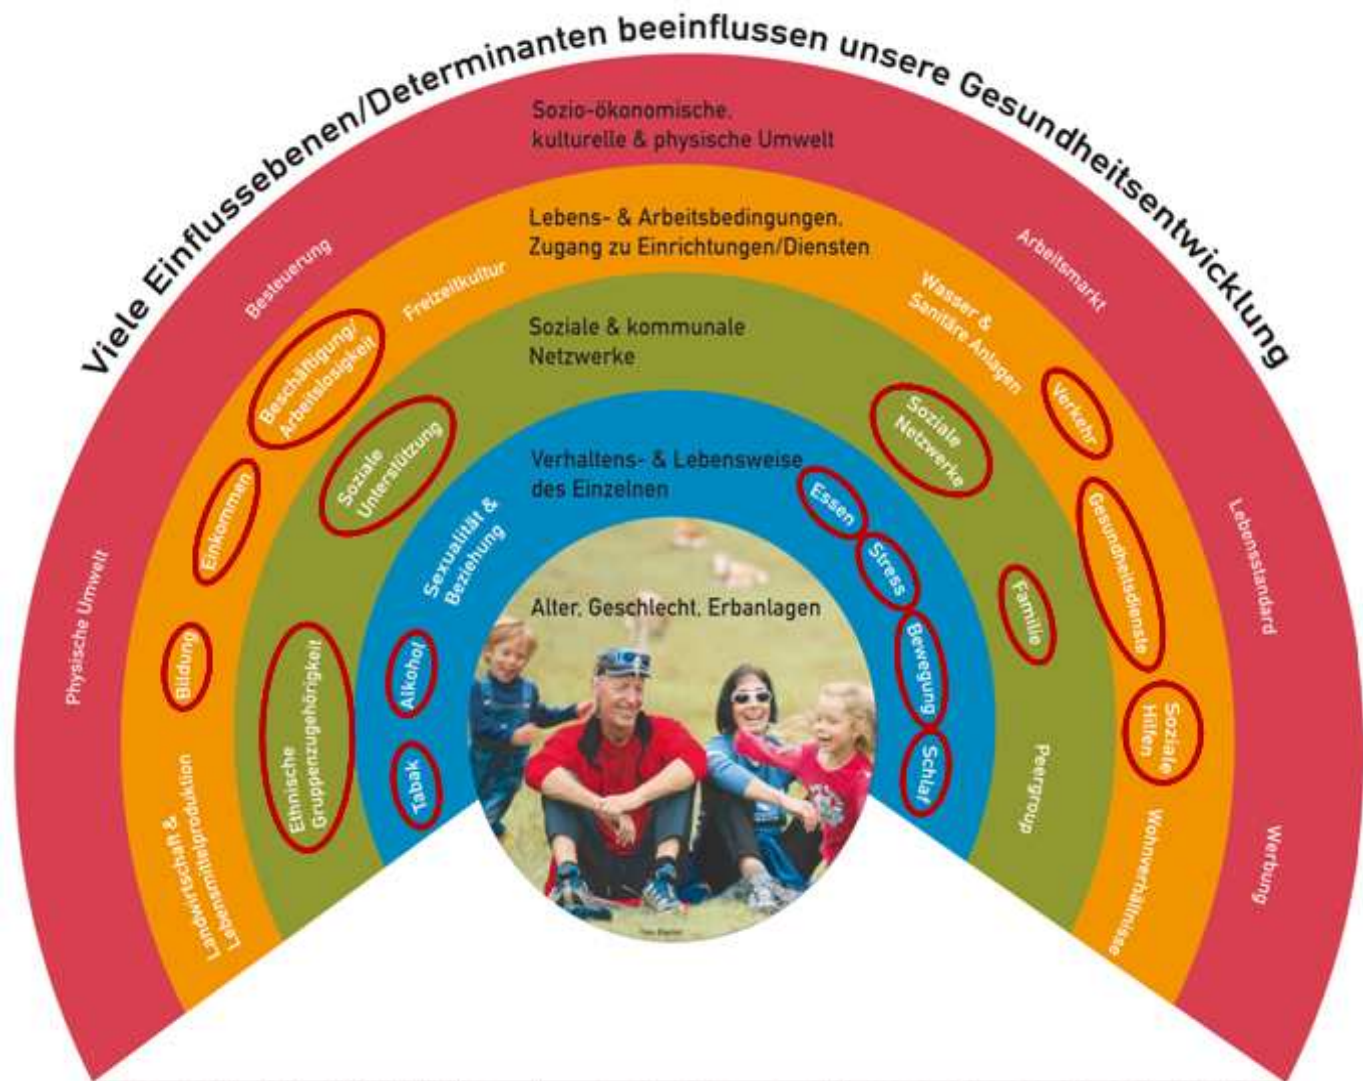 Viele Einflussebenen/Determinanten beeinflussen unsere Gesundheitsentwicklung
Sozio-ökonomische,
kulturelle & physische Umwelt
Physische Umwelt
Besteuerung
Arbeitsmarkt
Lebensstandard
Werbung
Lebens- & Arbeitsbedingungen,
Zugang zu Einrichtungen/Diensten
Landwirtschaft &
Lebensmittelproduktion
Bildung
Einkommen
Beschäftigung/
Arbeitslosigkeit
Freizeitkultur
Wasser &
Sanitäre Anlagen
Verkehr
Gesundheitsdienste
Soziale
Hilfen
Wohnverhältnisse
Soziale & kommunale
Netzwerke
Ethnische
Gruppenzugehörigkeit
Soziale
Unterstützung
Soziale
Netzwerke
Familie
Peergroup
Verhaltens- & Lebensweise
des Einzelnen
Tabak
Alkohol
Sexualität &
Beziehung
Essen
Stress
Bewegung
Schlaf
Alter, Geschlecht, Erbanlagen